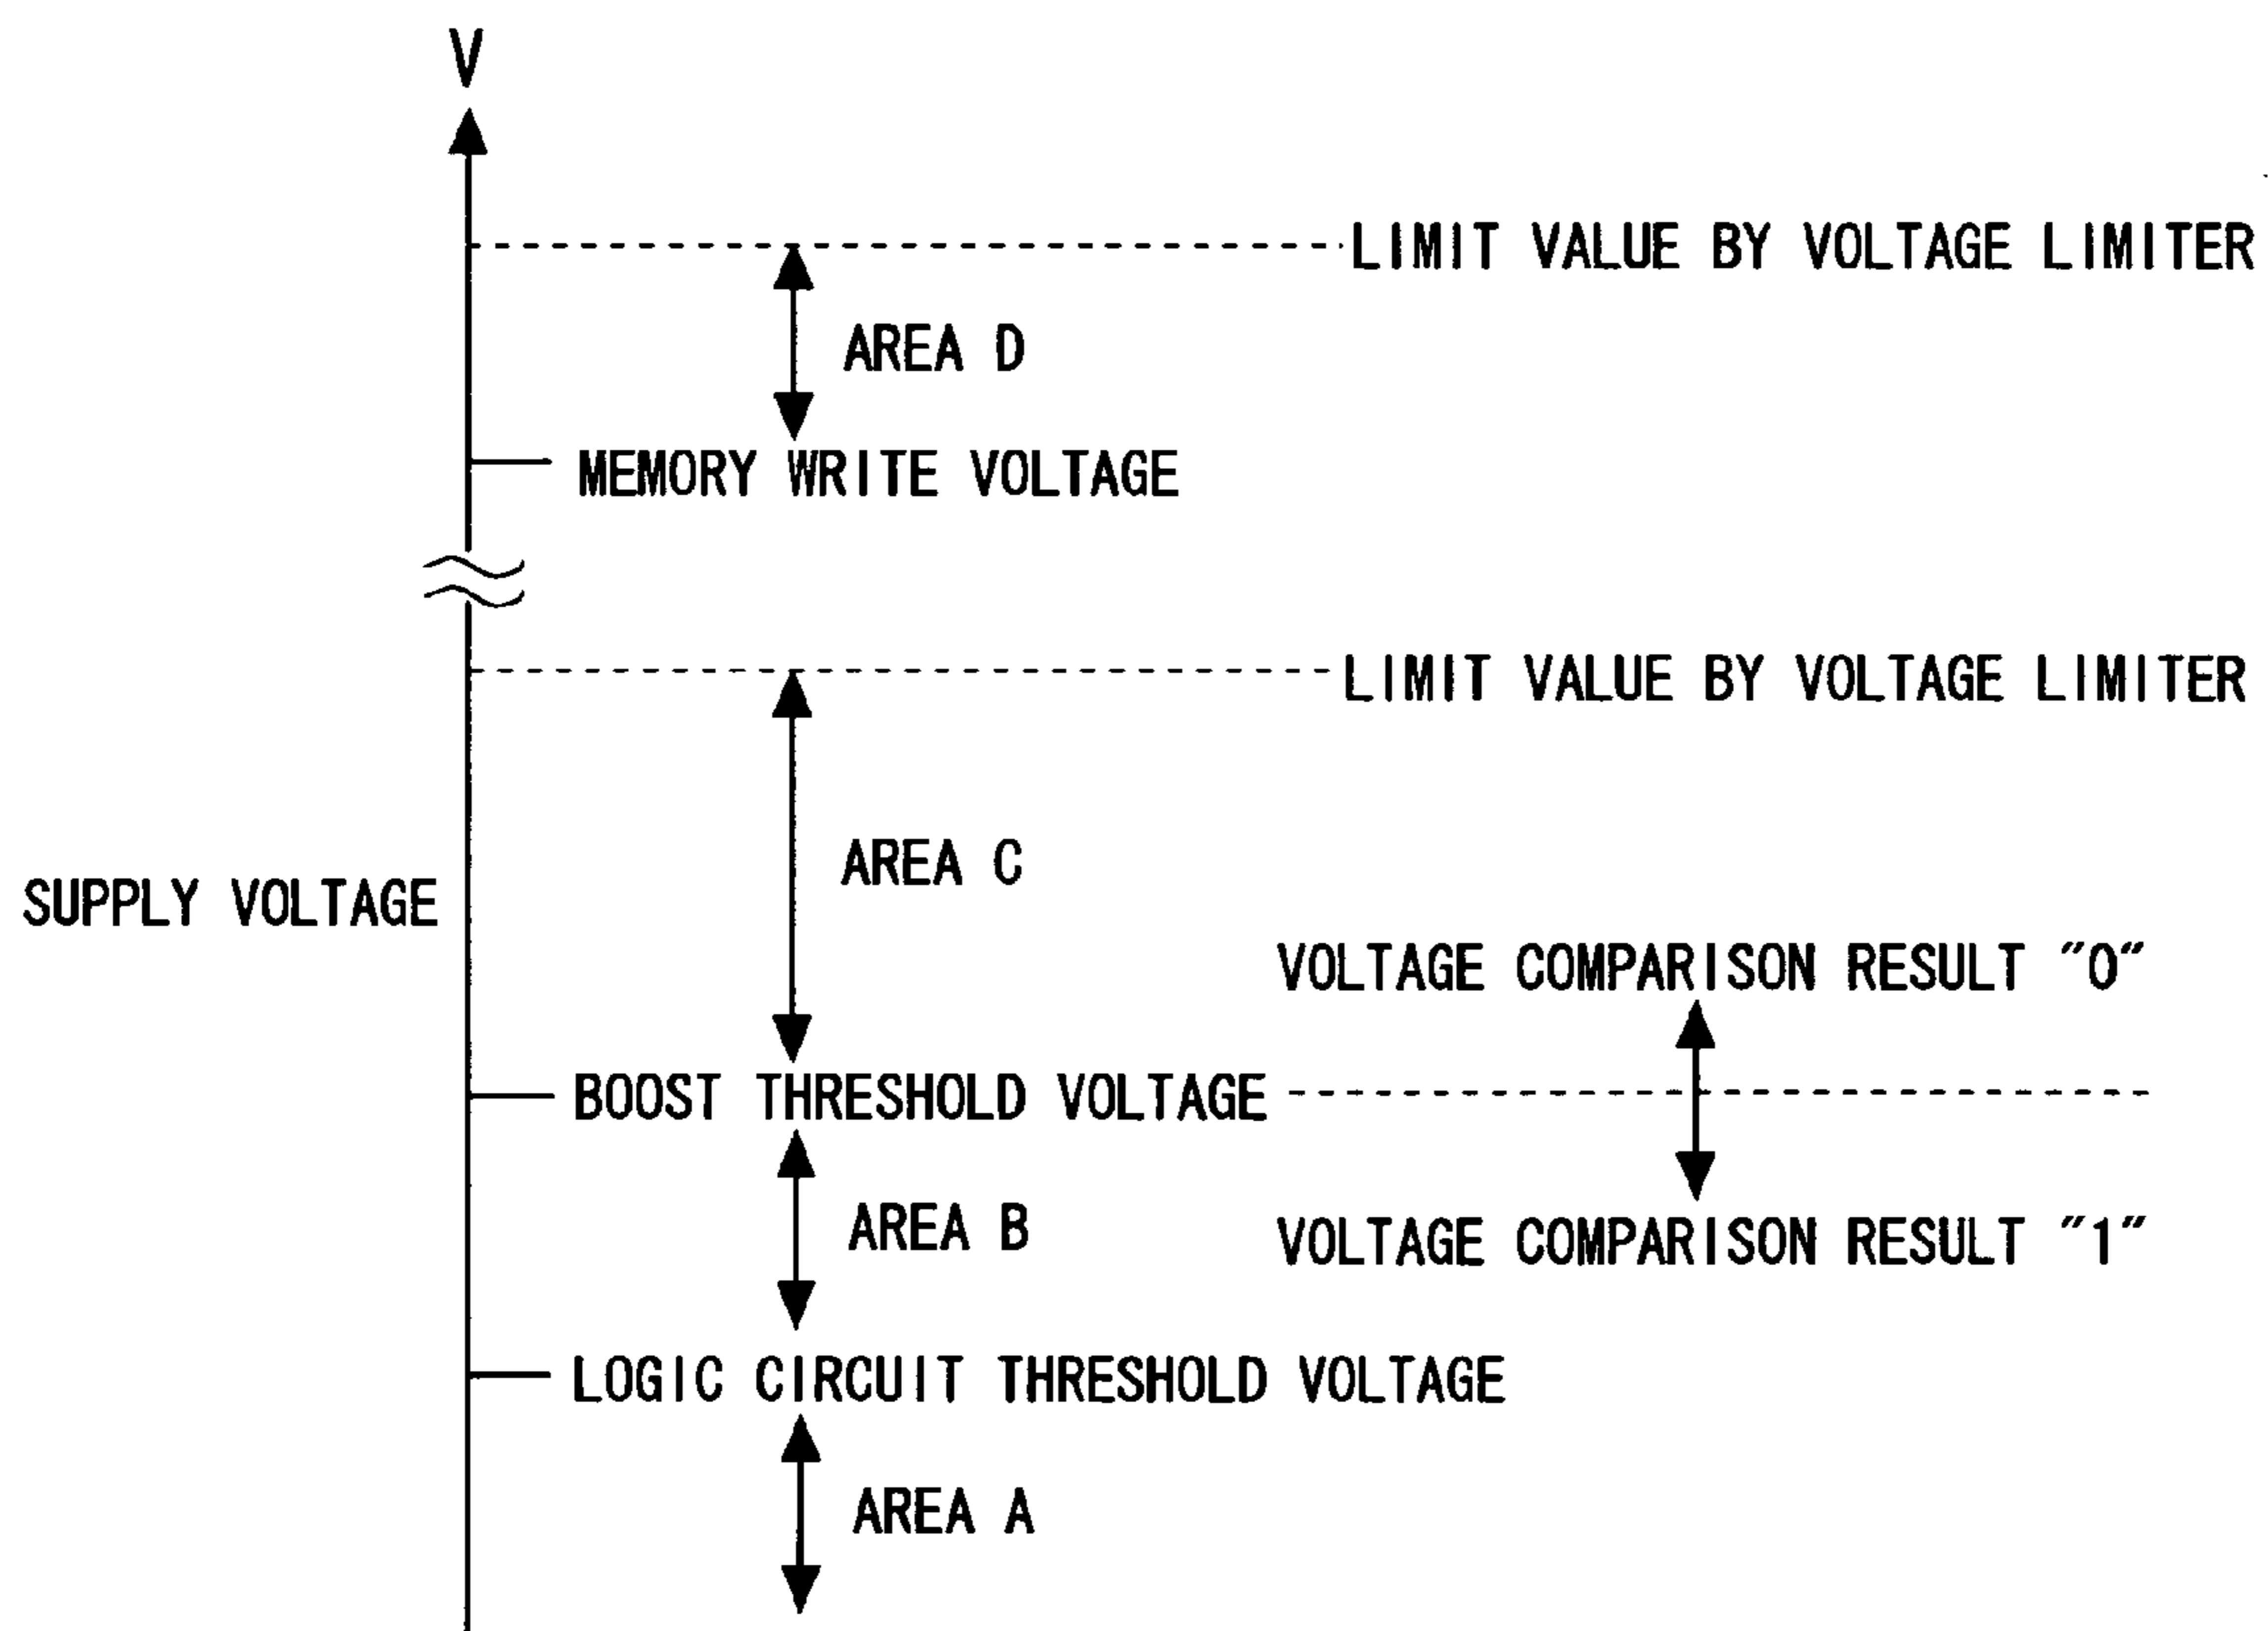 V
LIMIT VALUE BY VOLTAGE LIMITER
AREA D
MEMORY WRITE VOLTAGE
LIMIT VALUE BY VOLTAGE LIMITER
AREA C
SUPPLY VOLTAGE
VOLTAGE COMPARISON RESULT "0"
BOOST THRESHOLD VOLTAGE
AREA B
VOLTAGE COMPARISON RESULT "1"
LOGIC CIRCUIT THRESHOLD VOLTAGE
AREA A